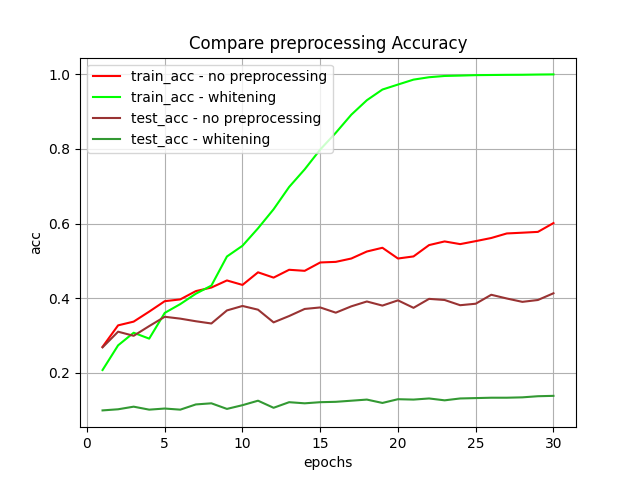 Compare preprocessing Accuracy
1.0
0.8
0.6
0.4
0.2
acc
train_acc - no preprocessing
train_acc - whitening
test_acc - no preprocessing
test_acc - whitening
0
5
10
15
20
25
30
epochs